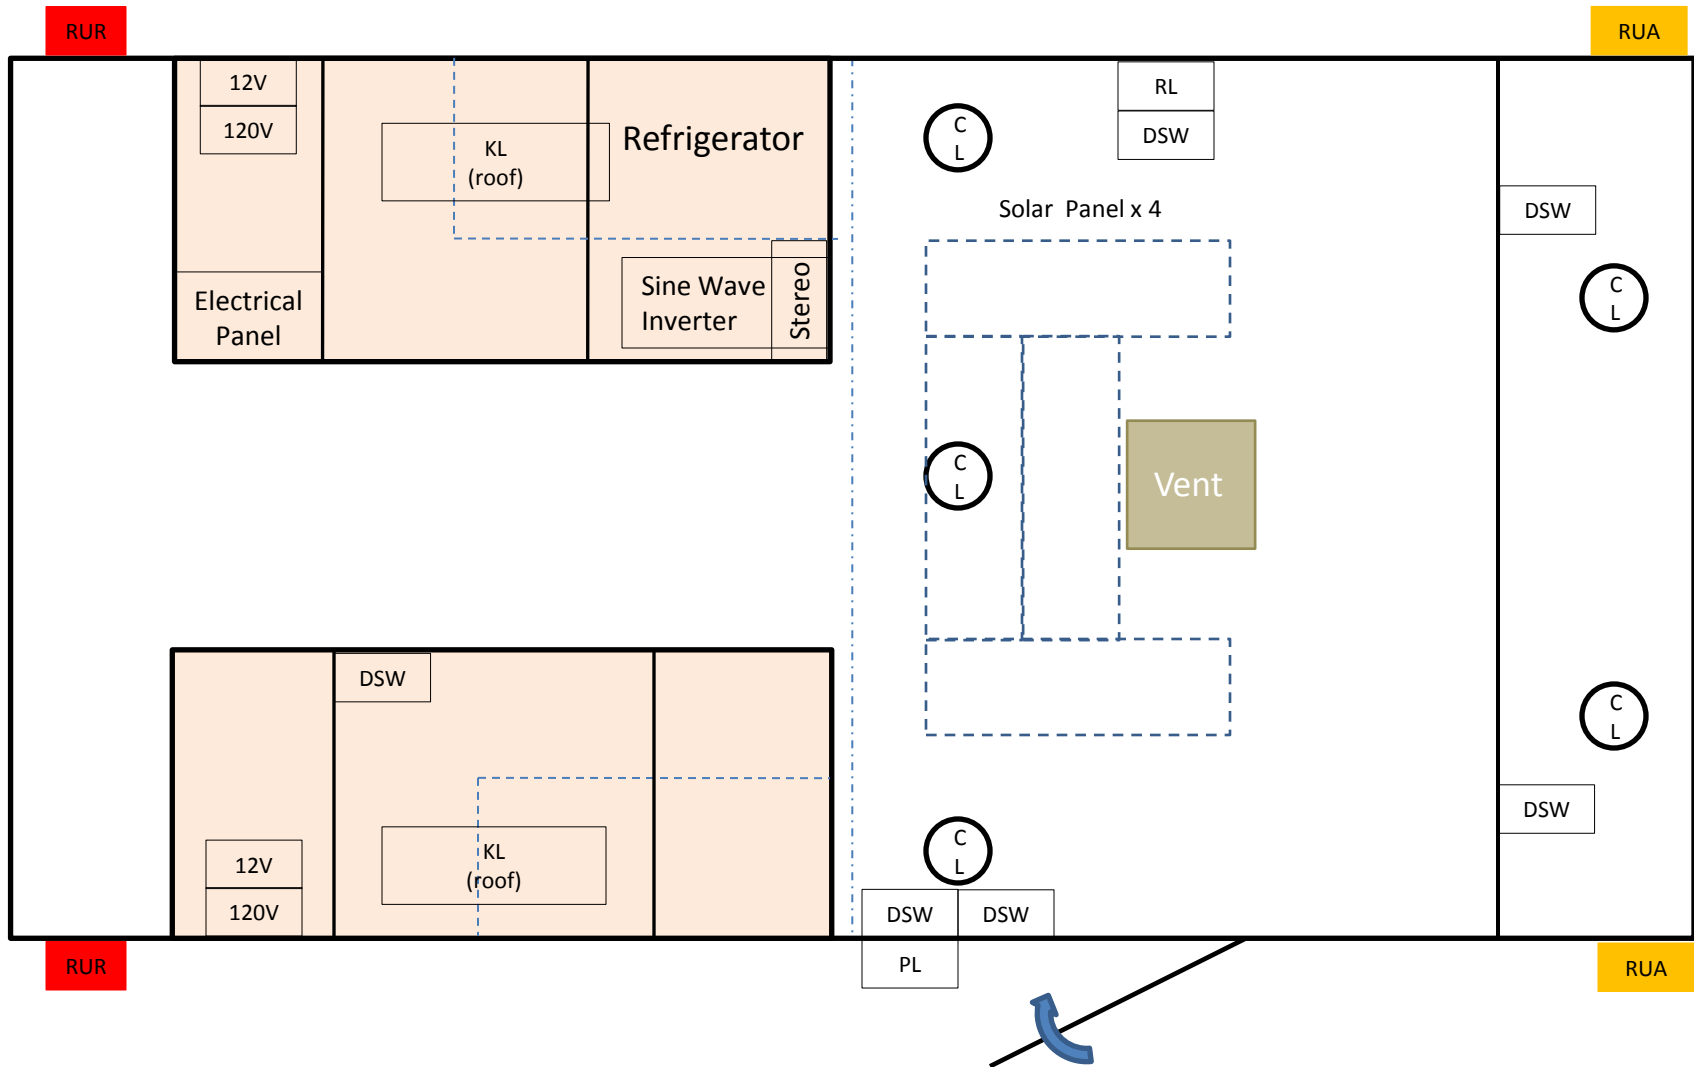 RUR
RUA
12V
120V
KL
(roof)
Refrigerator
C
L
RL
DSW
Solar Panel x 4
DSW
Electrical
Panel
Sine Wave
Inverter
Stereo
C
L
C
L
Vent
DSW
C
L
DSW
12V
120V
KL
(roof)
C
L
DSW
DSW
PL
RUR
RUA